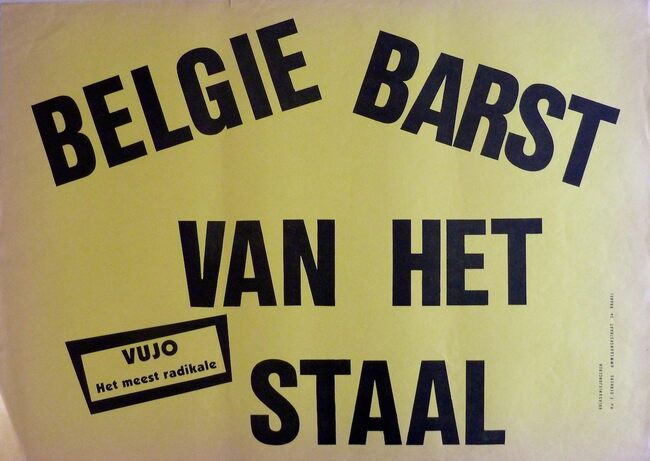 BELGIE BARST
VAN HET
STAAL
VUJO
Het meest radikale